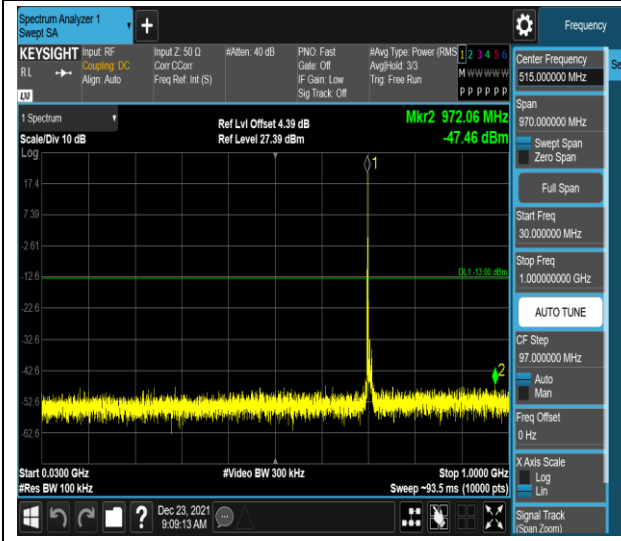 Spectrum Analyzer 1
Swept SA
+
Frequency
KEYSIGHT
RL
LXI
Input: RF
Coupling: DC
Align: Auto
Input Z: 50 Ω
Corr CCorr
Freq Ref: Int (S)
#Atten: 40 dB
PNO: Fast
Gate: Off
IF Gain: Low
Sig Track: Off
#Avg Type: Power (RMS
Avg|Hold: 3/3
Trig: Free Run
1 2 3 4 5 6
M W W W W W
P P P P P P
1 Spectrum
Scale/Div 10 dB
Log
Ref Lvl Offset 4.39 dB
Ref Level 27.39 dBm
Mkr2 972.06 MHz
-47.46 dBm
1
17.4
7.39
-2.61
-12.6
DL1 -13.00 dBm
-22.6
-32.6
-42.6
2
-52.6
-62.6
Start 0.0300 GHz
#Res BW 100 kHz
#Video BW 300 kHz
Stop 1.0000 GHz
Sweep ~93.5 ms (10000 pts)
?
Dec 23, 2021
9:09:13 AM
Center Frequency
515.000000 MHz
Se
Span
970.000000 MHz
Swept Span
Zero Span
Full Span
Start Freq
30.000000 MHz
Stop Freq
1.000000000 GHz
AUTO TUNE
CF Step
97.000000 MHz
Auto
Man
Freq Offset
0 Hz
X Axis Scale
Log
Lin
Signal Track
(Span Zoom)